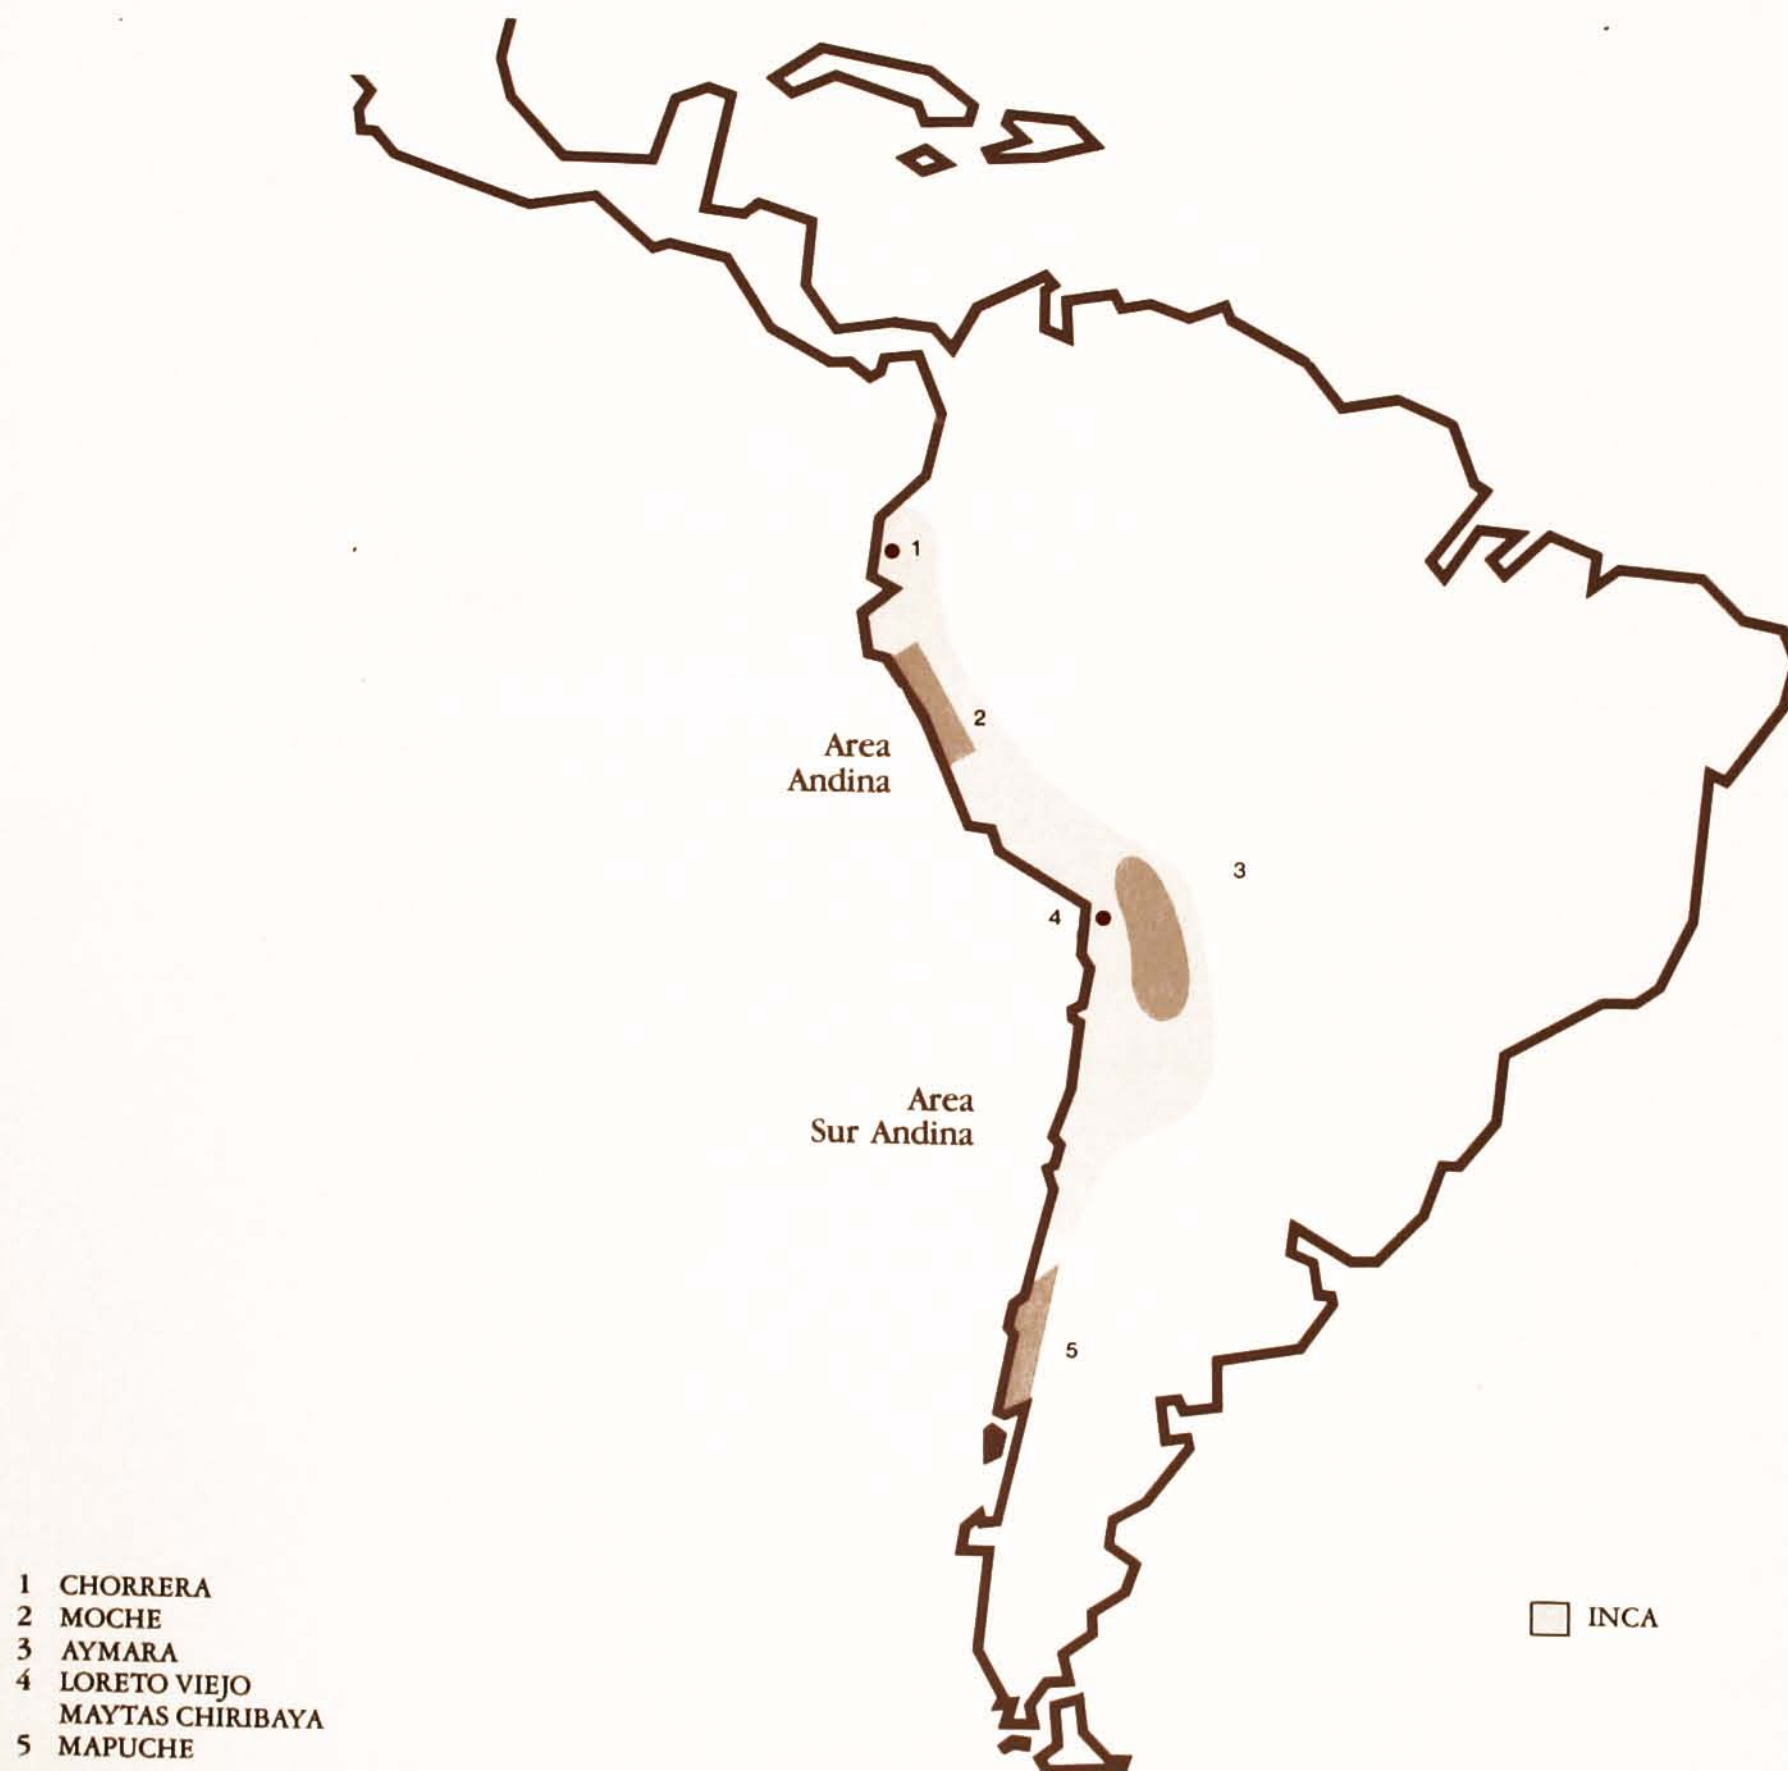 1
2
Area
Andina
3
4
Area
Sur Andina
5
1 CHORRERA
2 MOCHE
3 AYMARA
4 LORETO VIEJO
MAYTAS CHIRIBAYA
5 MAPUCHE
INCA